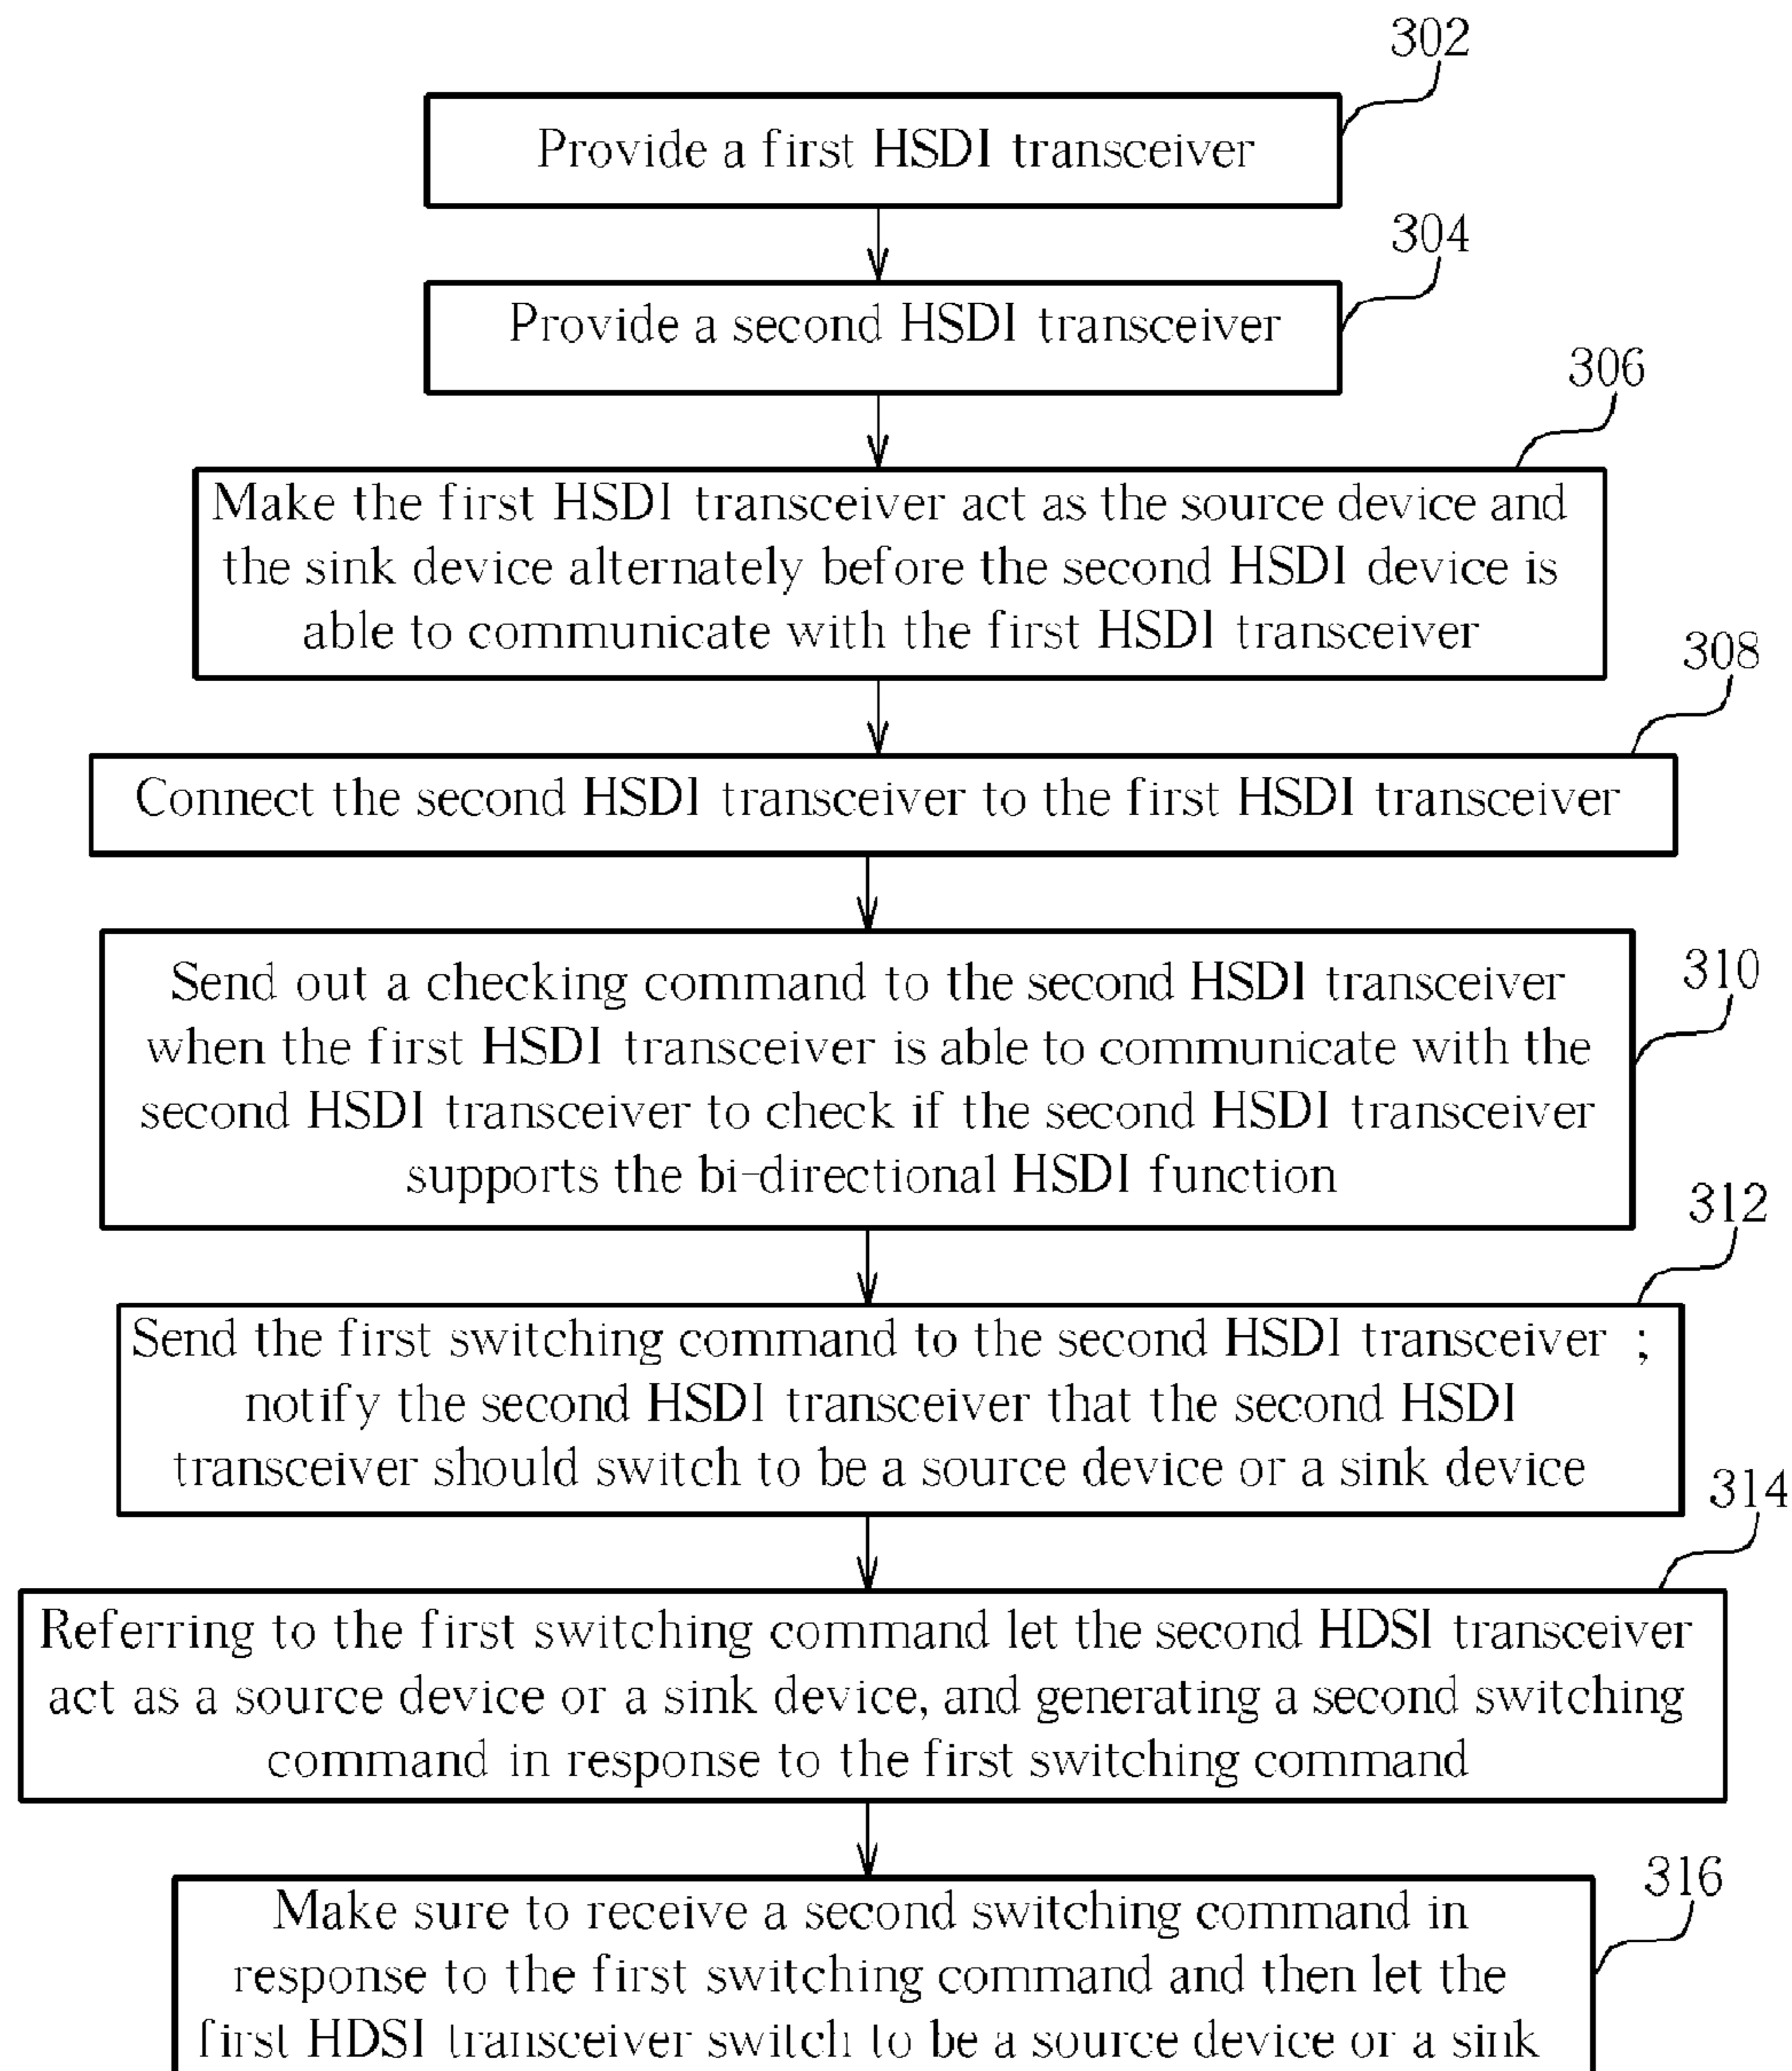 302
Provide a first HSDI transceiver
304
Provide a second HSDI transceiver
306
Make the first HSDI transceiver act as the source device and
the sink device alternately before the second HSDI device is
able to communicate with the first HSDI transceiver
308
Connect the second HSDI transceiver to the first HSDI transceiver
310
Send out a checking command to the second HSDI transceiver
when the first HSDI transceiver is able to communicate with the
second HSDI transceiver to check if the second HSDI transceiver
supports the bi-directional HSDI function
312
Send the first switching command to the second HSDI transceiver ;
notify the second HSDI transceiver that the second HSDI
transceiver should switch to be a source device or a sink device
314
Referring to the first switching command let the second HDSI transceiver
act as a source device or a sink device, and generating a second switching
command in response to the first switching command
316
Make sure to receive a second switching command in
response to the first switching command and then let the
first HDSI transceiver switch to be a source device or a sink